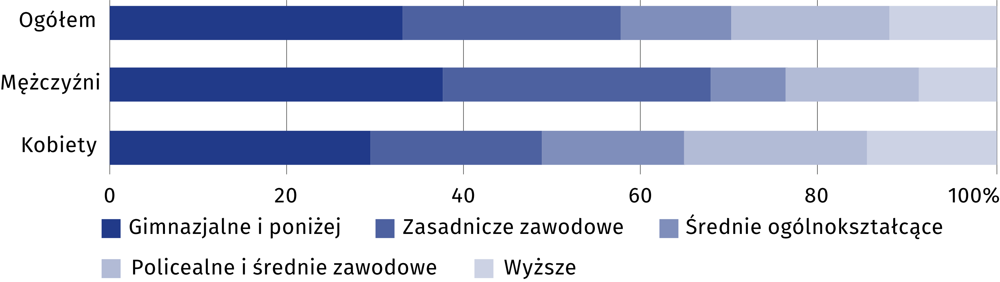 Ogółem
Mężczyźni
Kobiety
0 20 40 60 80 100%
Gimnazjalne i poniżej Zasadnicze zawodowe Średnie ogólnokształcące
Policealne i średnie zawodowe Wyższe